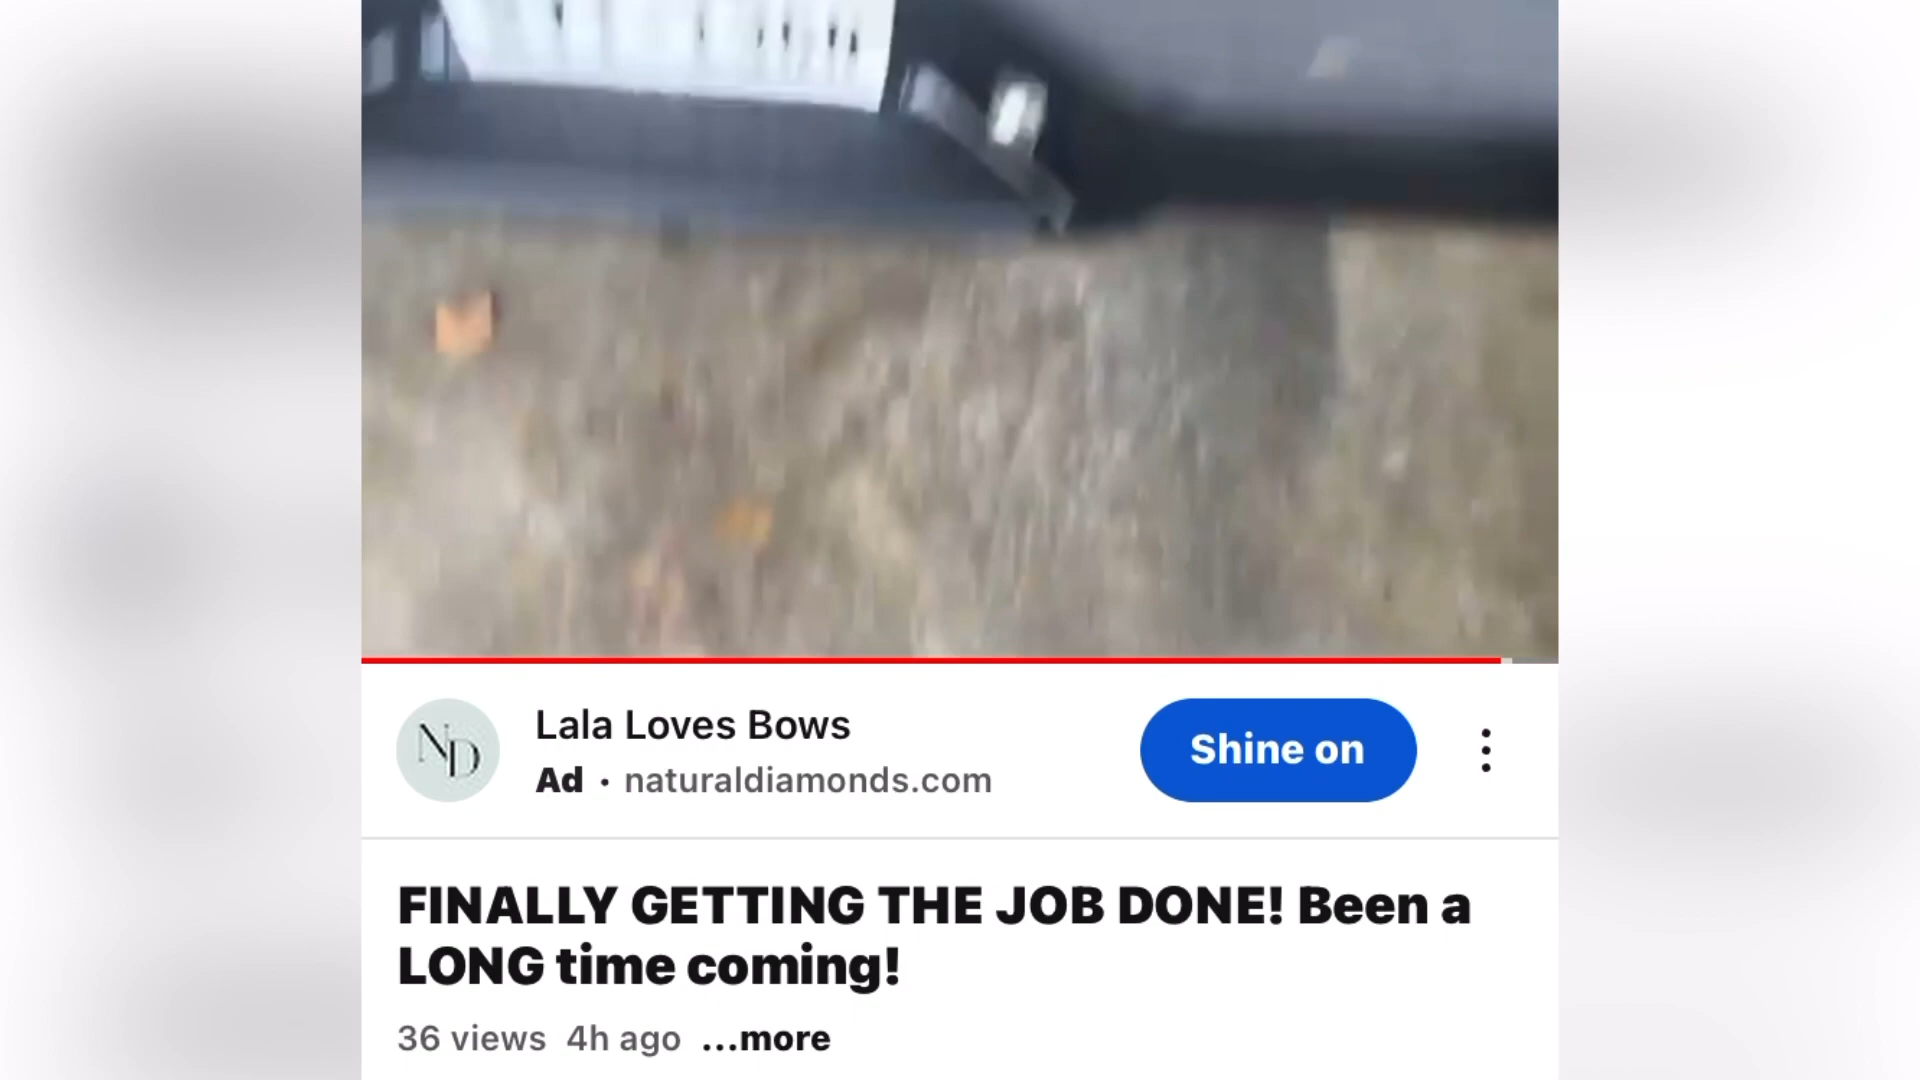 ND
Lala Loves Bows
Ad · naturaldiamonds.com
Shine on
FINALLY GETTING THE JOB DONE! Been a
LONG time coming!
36 views 4h ago ...more